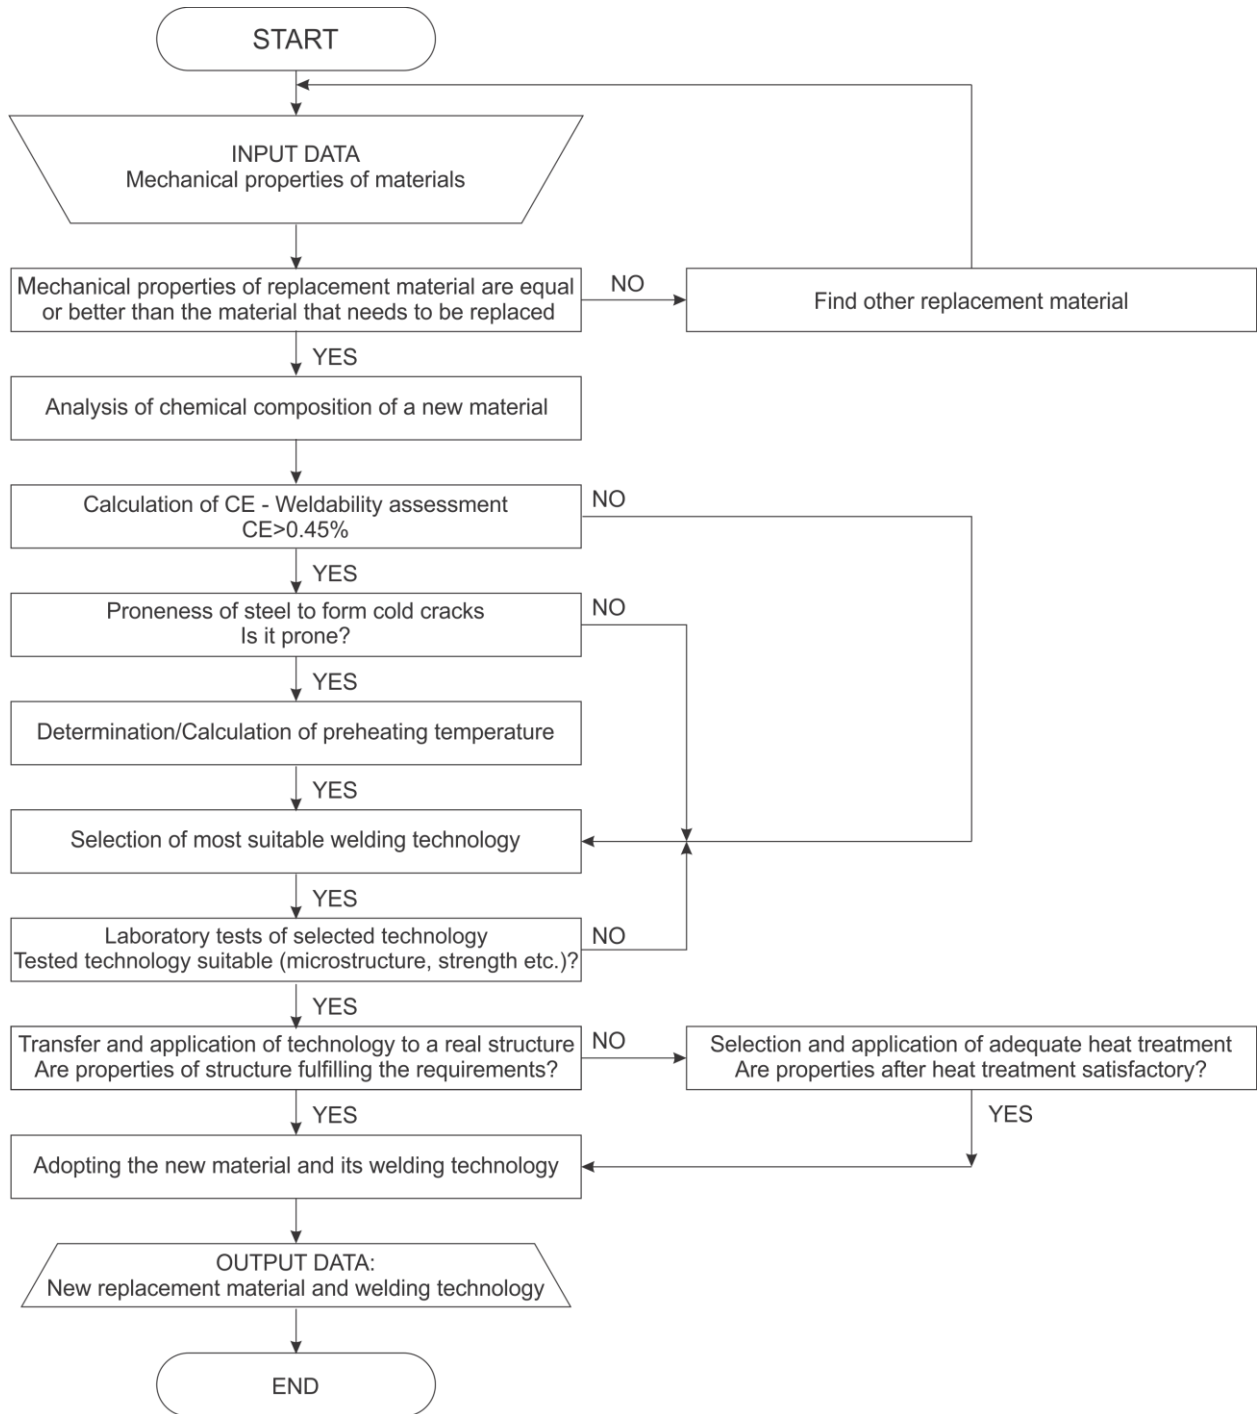 START
INPUT DATA
Mechanical properties of materials
Mechanical properties of replacement material are equal
or better than the material that needs to be replaced
NO
Find other replacement material
YES
Analysis of chemical composition of a new material
Calculation of CE - Weldability assessment
CE>0.45%
NO
YES
Proneness of steel to form cold cracks
Is it prone?
NO
YES
Determination/Calculation of preheating temperature
YES
Selection of most suitable welding technology
YES
Laboratory tests of selected technology
Tested technology suitable (microstructure, strength etc.)?
NO
YES
Transfer and application of technology to a real structure
Are properties of structure fulfilling the requirements?
NO
Selection and application of adequate heat treatment
Are properties after heat treatment satisfactory?
YES
YES
Adopting the new material and its welding technology
OUTPUT DATA:
New replacement material and welding technology
END